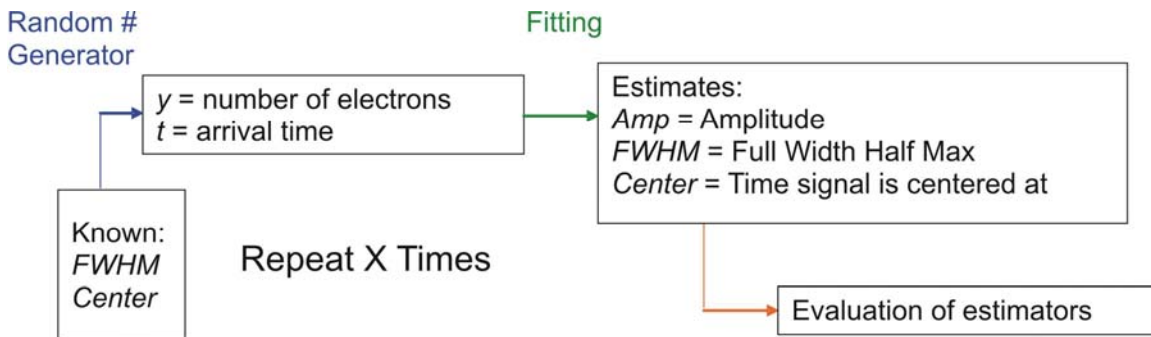 Random #
Generator
Fitting
y = number of electrons
t = arrival time
Estimates:
Amp = Amplitude
FWHM = Full Width Half Max
Center = Time signal is centered at
Known:
FWHM
Center
Repeat X Times
Evaluation of estimators